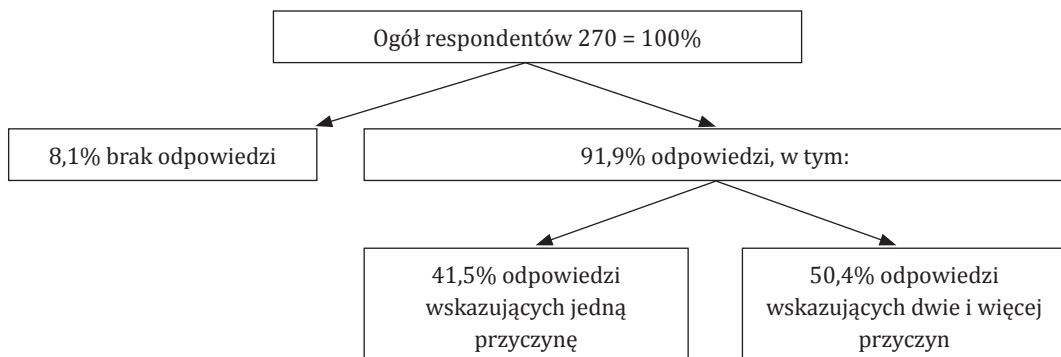 Ogół respondentów 270 = 100%
8,1% brak odpowiedzi
91,9% odpowiedzi, w tym:
41,5% odpowiedzi
wskazujących jedną
przyczynę
50,4% odpowiedzi
wskazujących dwie i więcej
przyczyn